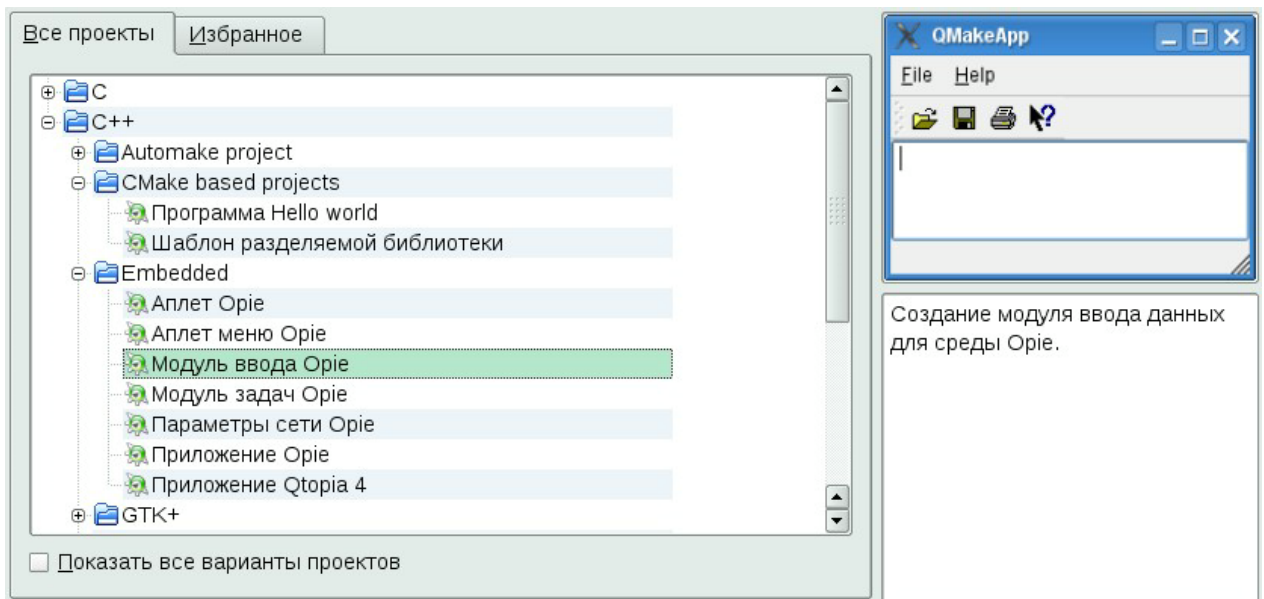 Все проекты
Избранное
C
C++
Automake project
CMake based projects
Программа Hello world
Шаблон разделяемой библиотеки
Embedded
Аплет Opie
Аплет меню Opie
Модуль ввода Opie
Модуль задач Opie
Параметры сети Opie
Приложение Opie
Приложение Qtopia 4
GTK+
Показать все варианты проектов
QMakeApp
File Help
Создание модуля ввода данных
для среды Opie.